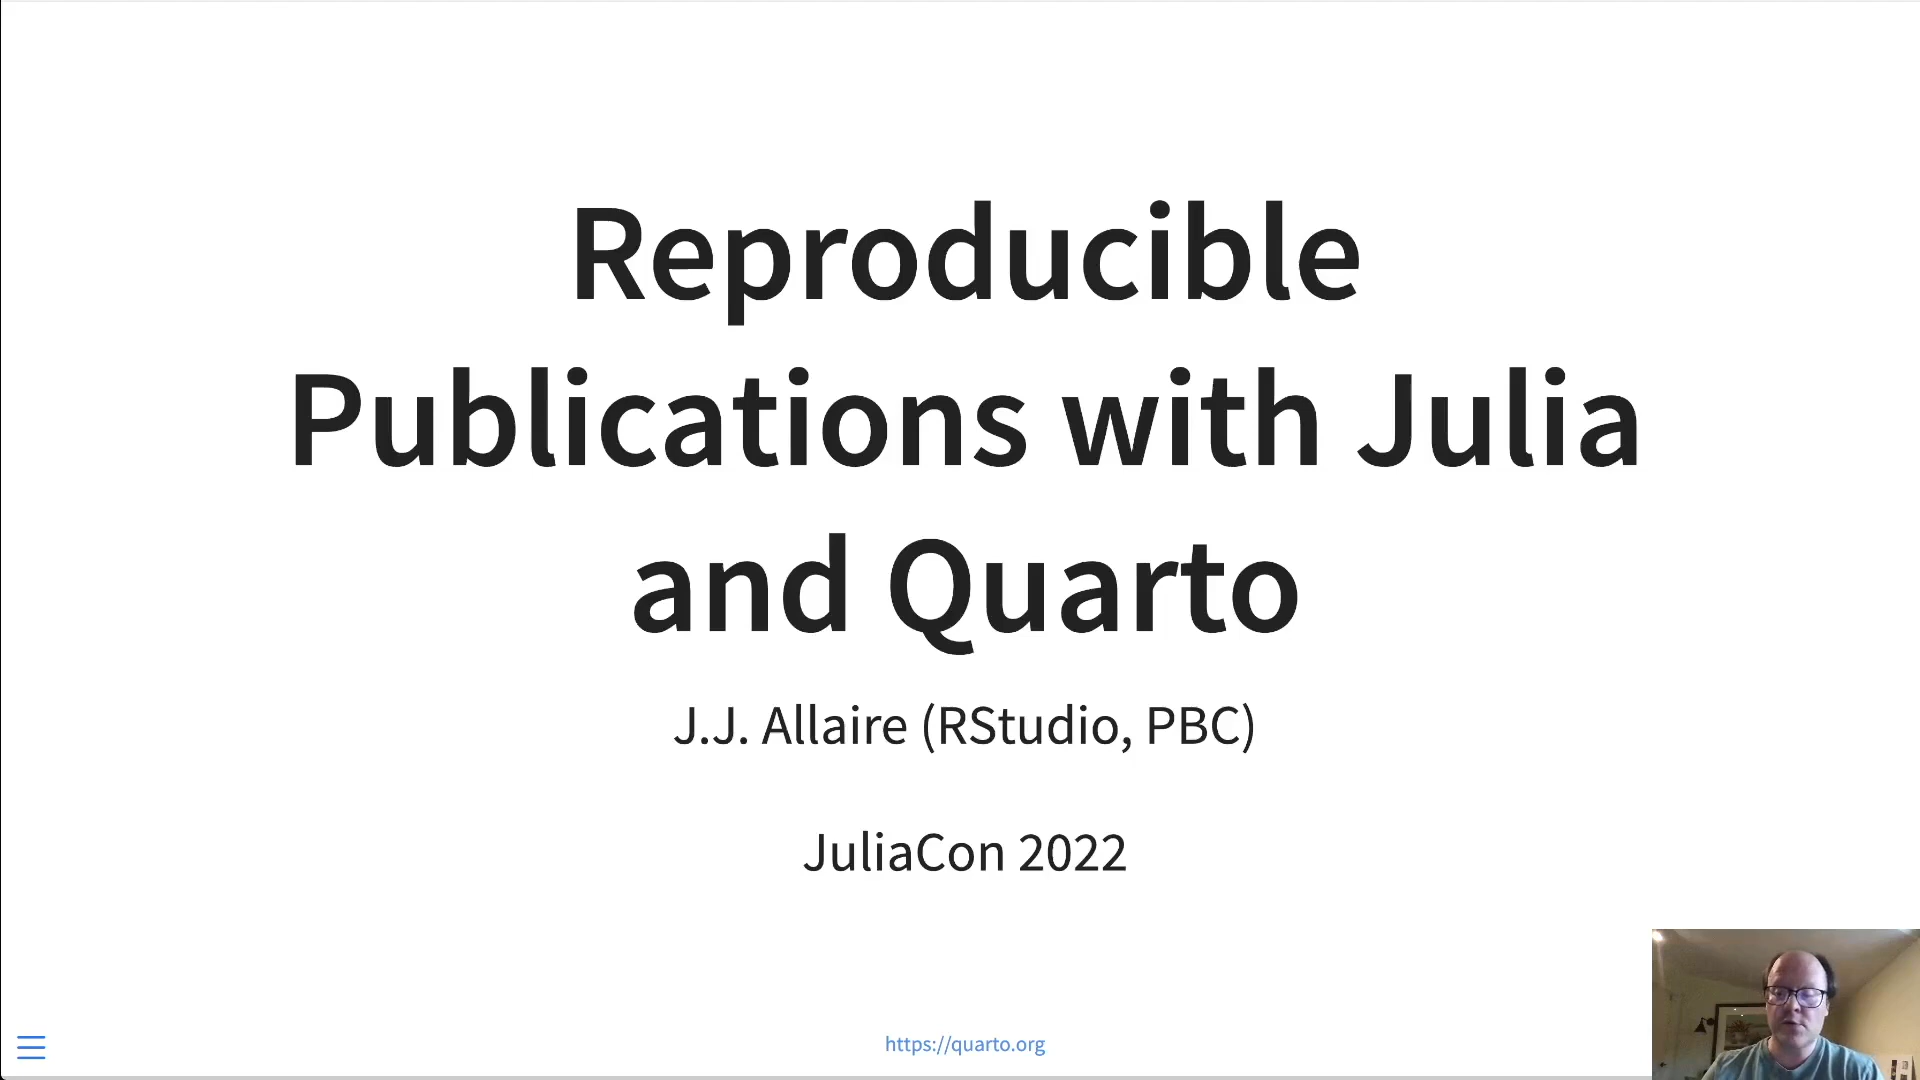 Reproducible
Publications with Julia
and Quarto
J.J. Allaire (RStudio, PBC)
JuliaCon 2022
https://quarto.org